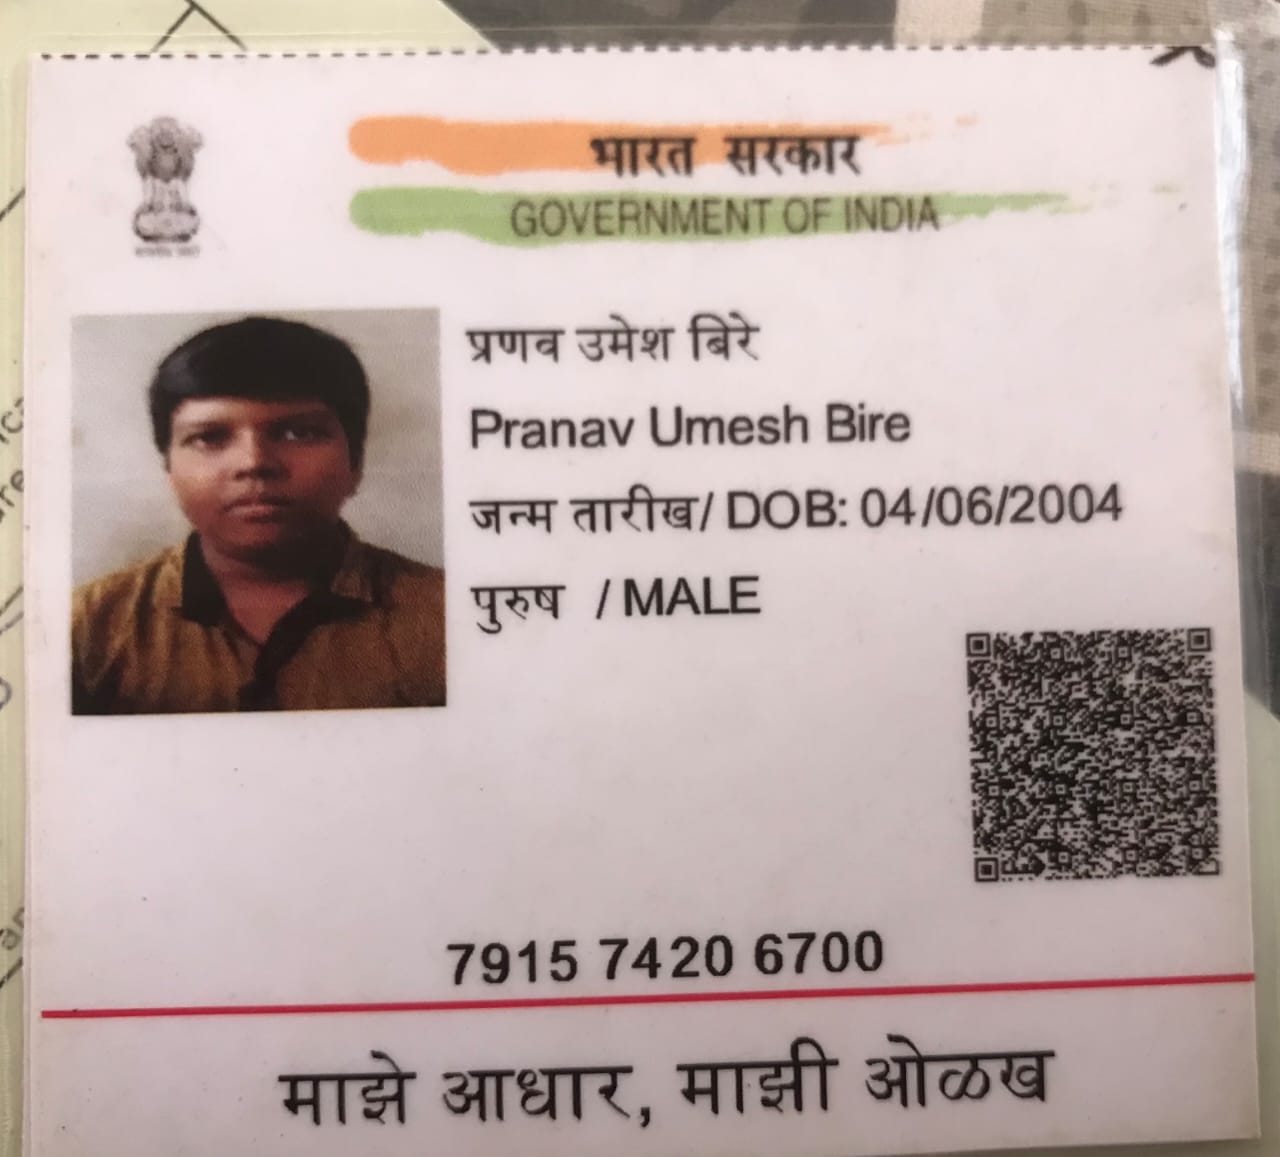 भारत सरकार
GOVERNMENT OF INDIA
प्रणव उमेश बिरे
Pranav Umesh Bire
जन्म तारीख/ DOB: 04/06/2004
पुरुष / MALE
7915 7420 6700
माझे आधार, माझी ओळख